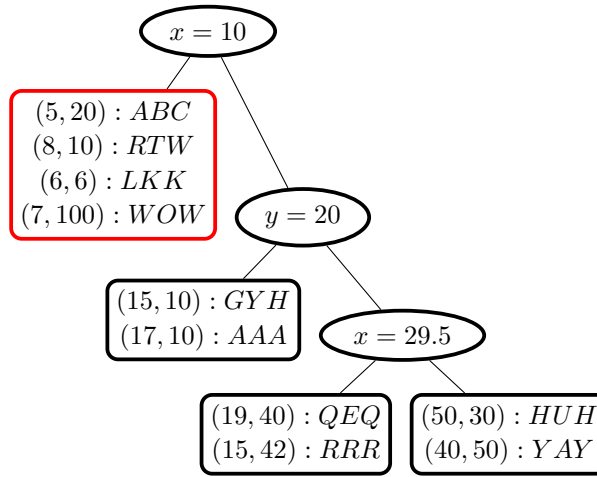 x = 10
(5, 20) : ABC
(8, 10) : RTW
(6, 6) : LKK
(7, 100) : WOW
y = 20
(15, 10) : GYH
(17, 10) : AAA
x = 29.5
(19, 40) : QEQ
(15, 42) : RRR
(50, 30) : HUH
(40, 50) : YAY